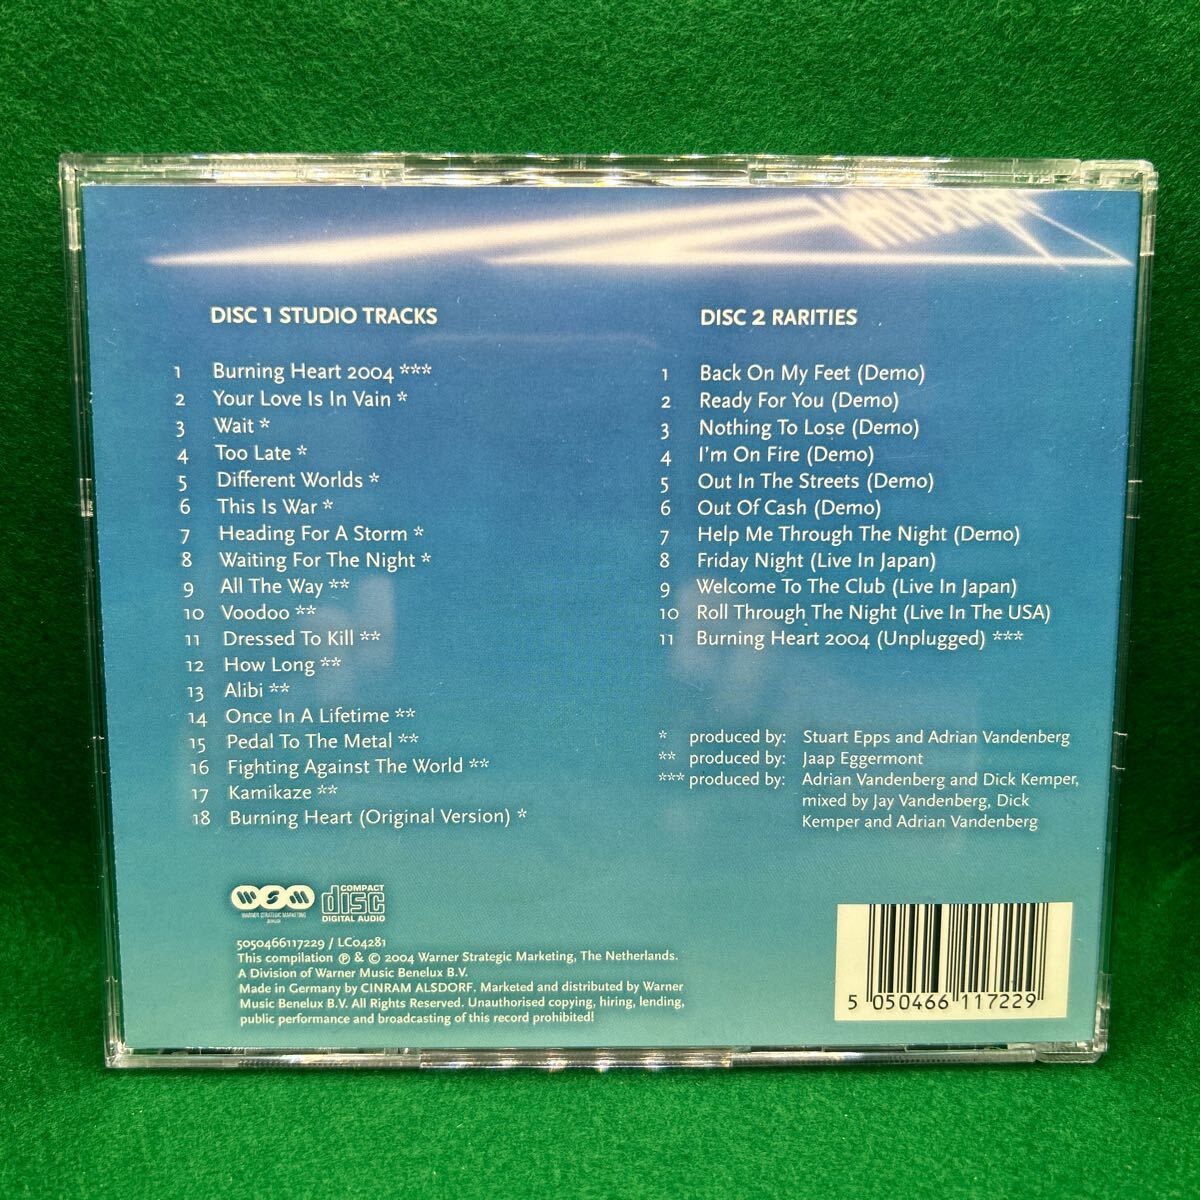 VANDENBERG
DISC 1 STUDIO TRACKS
1 Burning Heart 2004 ***
2 Your Love Is In Vain *
3 Wait *
4 Too Late *
5 Different Worlds *
6 This Is War *
7 Heading For A Storm *
8 Waiting For The Night *
9 All The Way **
10 Voodoo **
11 Dressed To Kill **
12 How Long **
13 Alibi **
14 Once In A Lifetime **
15 Pedal To The Metal **
16 Fighting Against The World **
17 Kamikaze **
18 Burning Heart (Original Version) *
DISC 2 RARITIES
1 Back On My Feet (Demo)
2 Ready For You (Demo)
3 Nothing To Lose (Demo)
4 I'm On Fire (Demo)
5 Out In The Streets (Demo)
6 Out Of Cash (Demo)
7 Help Me Through The Night (Demo)
8 Friday Night (Live In Japan)
9 Welcome To The Club (Live In Japan)
10 Roll Through The Night (Live In The USA)
11 Burning Heart 2004 (Unplugged) ***
* produced by: Stuart Epps and Adrian Vandenberg
** produced by: Jaap Eggermont
*** produced by: Adrian Vandenberg and Dick Kemper,
mixed by Jay Vandenberg, Dick
Kemper and Adrian Vandenberg
WSM
WARNER STRATEGIC MARKETING
BENELUX
COMPACT
disc
DIGITAL AUDIO
5050466117229 / LC04281
This compilation ℗ & © 2004 Warner Strategic Marketing, The Netherlands.
A Division of Warner Music Benelux B.V.
Made in Germany by CINRAM ALSDORF. Marketed and distributed by Warner
Music Benelux B.V. All Rights Reserved. Unauthorised copying, hiring, lending,
public performance and broadcasting of this record prohibited!
5 050466 117229